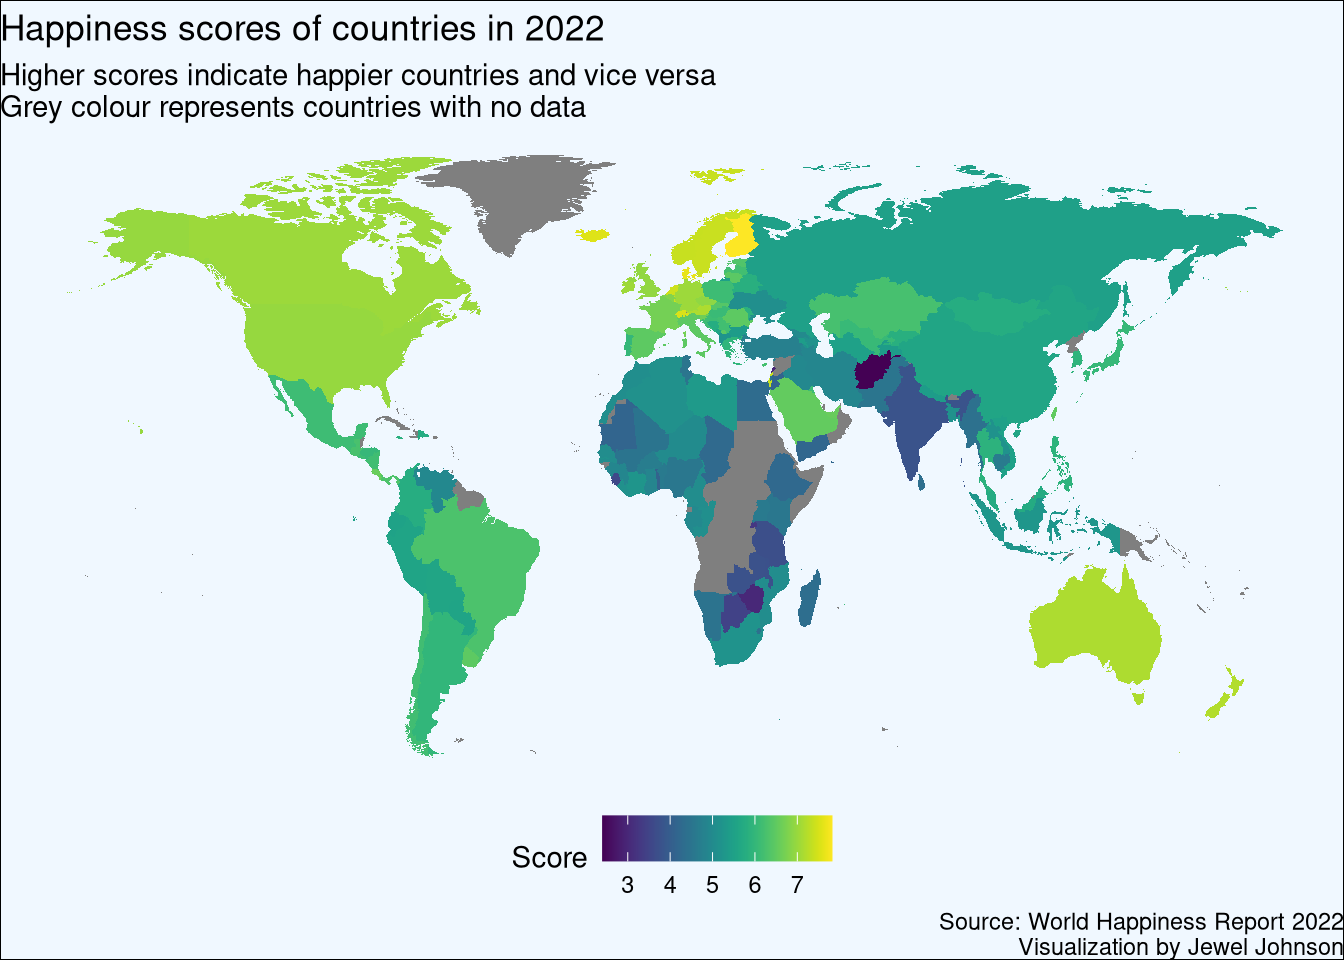 Happiness scores of countries in 2022
Higher scores indicate happier countries and vice versa
Grey colour represents countries with no data
Score
3 4 5 6 7
Source: World Happiness Report 2022
Visualization by Jewel Johnson